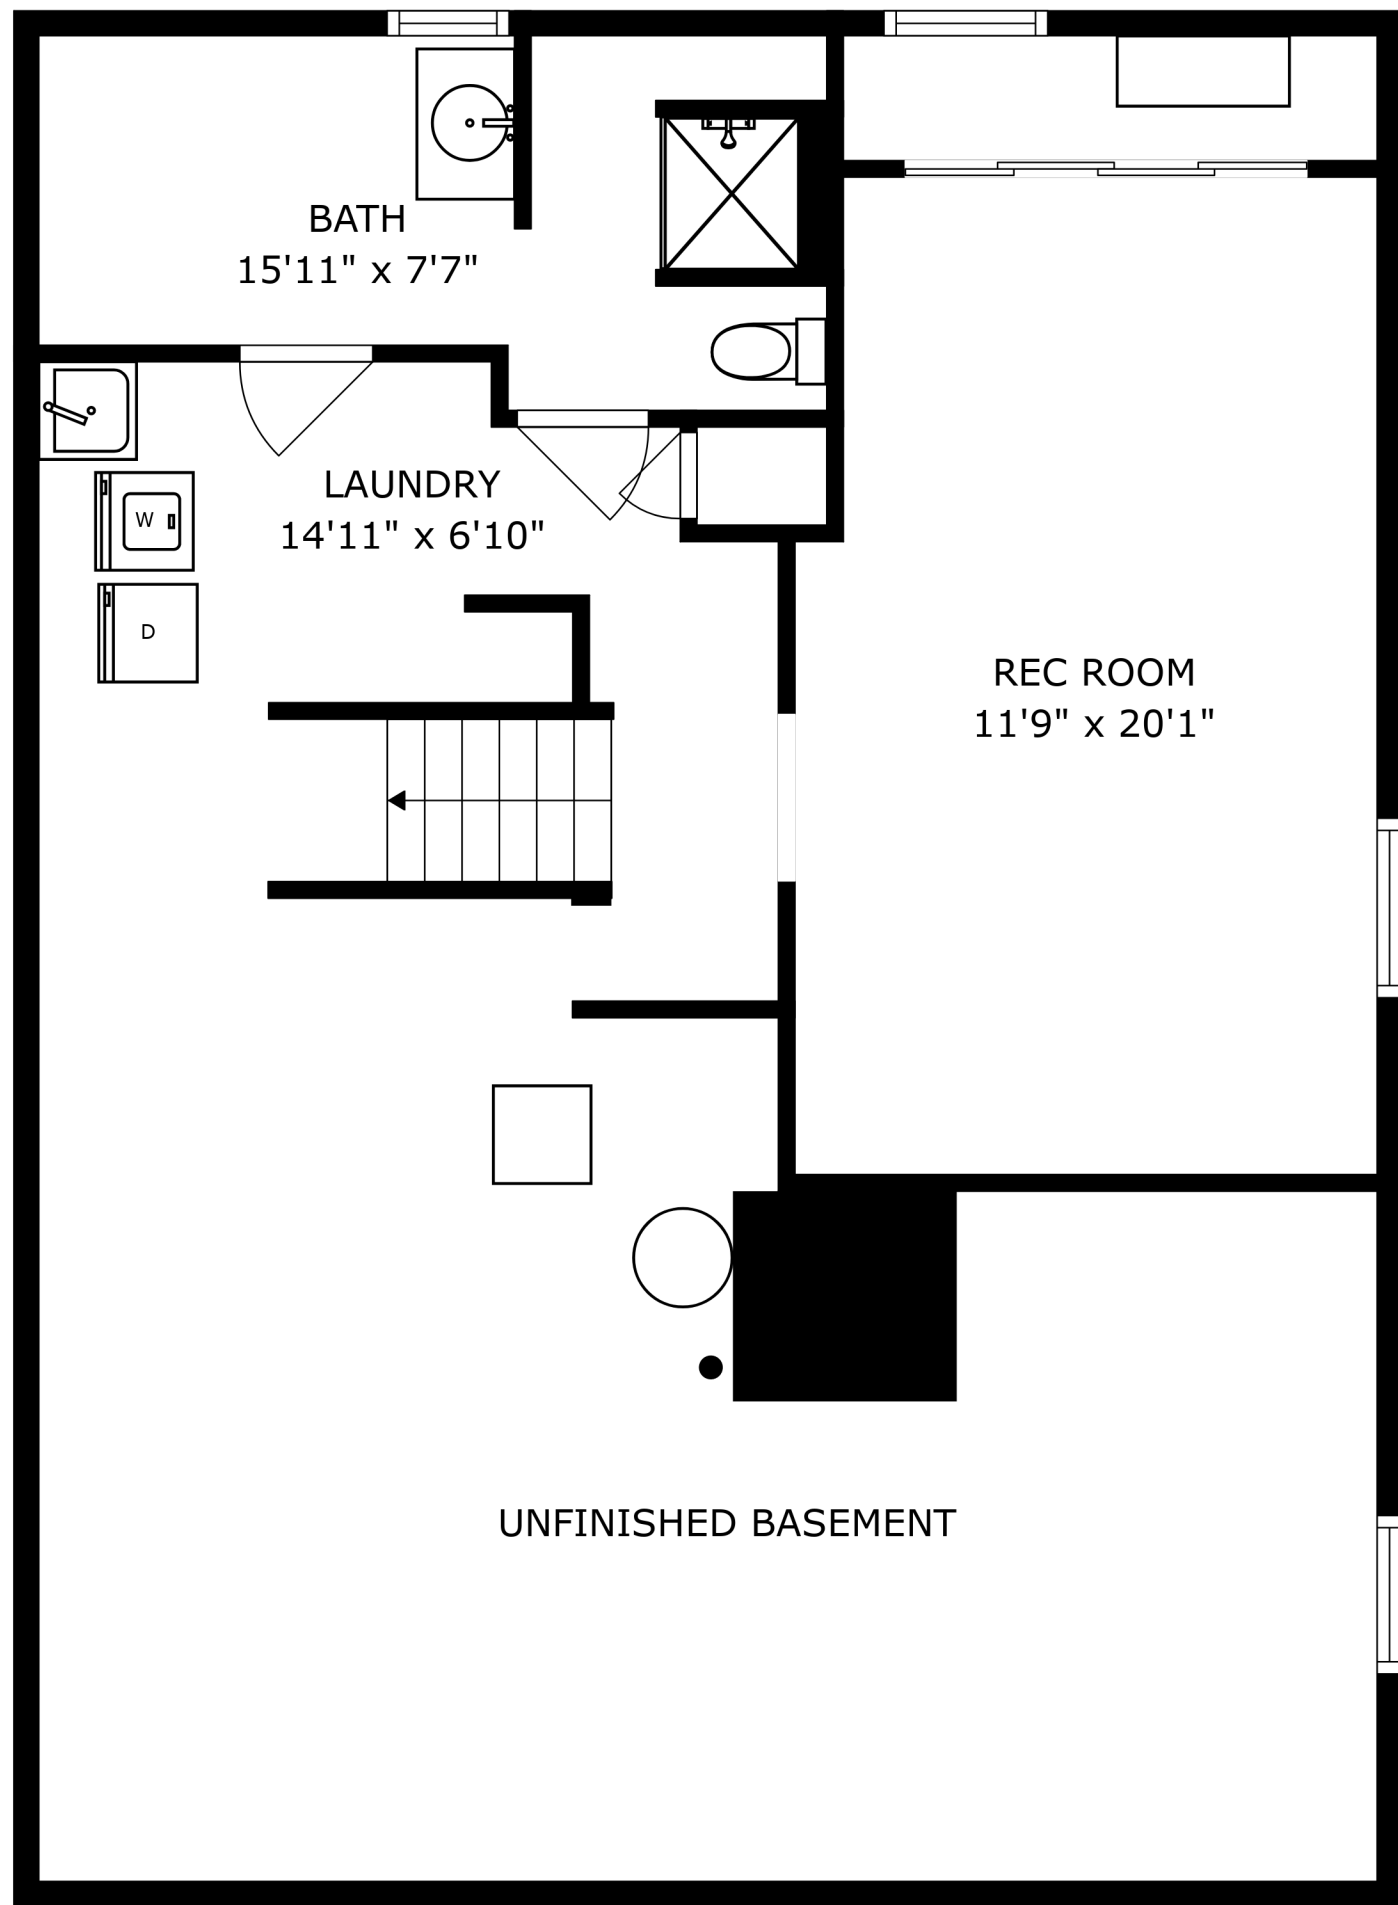 BATH
15'11" x 7'7"
LAUNDRY
14'11" x 6'10"
W
D
REC ROOM
11'9" x 20'1"
UNFINISHED BASEMENT